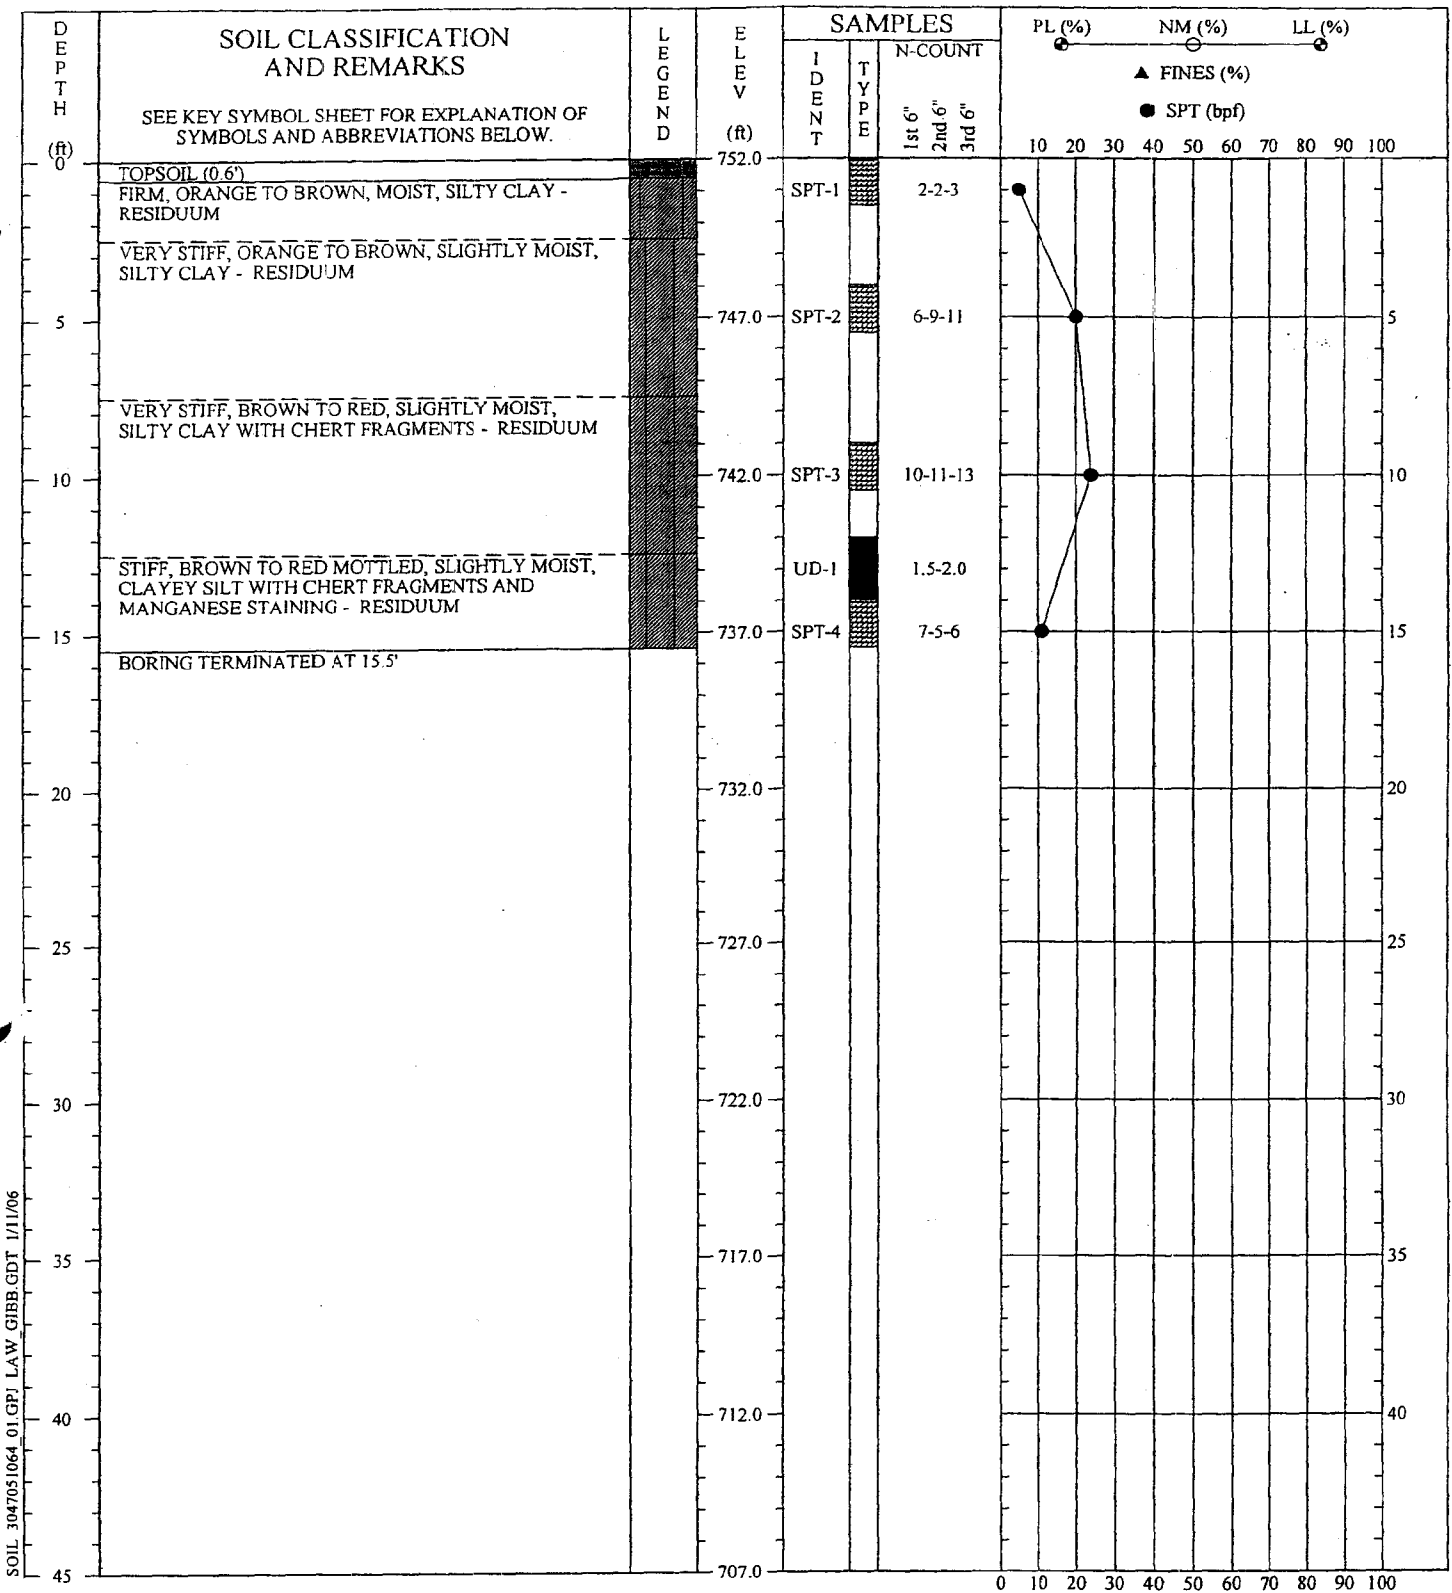 DEPTH (ft)
SOIL CLASSIFICATION
AND REMARKS
SEE KEY SYMBOL SHEET FOR EXPLANATION OF
SYMBOLS AND ABBREVIATIONS BELOW.
LEGEND
ELEV (ft)
SAMPLES
IDENT
TYPE
N-COUNT
1st 6"
2nd 6"
3rd 6"
PL (%) NM (%) LL (%)
▲ FINES (%)
● SPT (bpf)
10 20 30 40 50 60 70 80 90 100
0 752.0
TOPSOIL (0.6')
FIRM, ORANGE TO BROWN, MOIST, SILTY CLAY -
RESIDUUM
SPT-1 2-2-3
VERY STIFF, ORANGE TO BROWN, SLIGHTLY MOIST,
SILTY CLAY - RESIDUUM
5 747.0 SPT-2 6-9-11 5
VERY STIFF, BROWN TO RED, SLIGHTLY MOIST,
SILTY CLAY WITH CHERT FRAGMENTS - RESIDUUM
10 742.0 SPT-3 10-11-13 10
STIFF, BROWN TO RED MOTTLED, SLIGHTLY MOIST,
CLAYEY SILT WITH CHERT FRAGMENTS AND
MANGANESE STAINING - RESIDUUM
UD-1 1.5-2.0
15 737.0 SPT-4 7-5-6 15
BORING TERMINATED AT 15.5'
20 732.0 20
25 727.0 25
30 722.0 30
35 717.0 35
40 712.0 40
45 707.0
0 10 20 30 40 50 60 70 80 90 100
SOIL 3047051064_01.GPJ LAW_GIBB.GDT 1/11/06